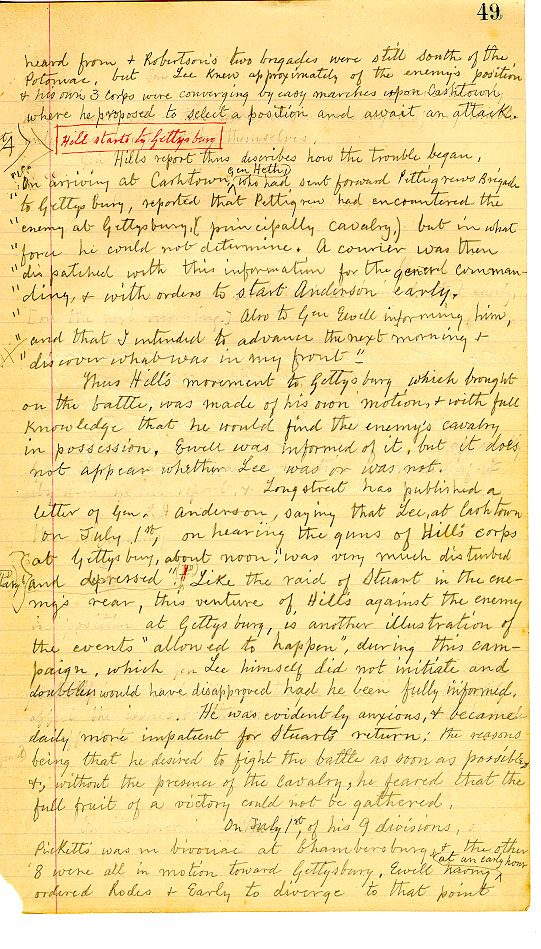 49
heard from & Robertson's two brigades were still south of the
Potomac, but Lee knew approximately of the enemy's position
& his own 3 corps were converging by easy marches upon Cashtown,
where he proposed to select a position and await an attack.
Hill starts to Gettysburg
Hills report thus discribes how the trouble began.
"On arriving at Cashtown, Gen Heth, who had sent forward Pettigrews Brigade
" to Gettysburg, reported that Pettigrew had encountered the
" enemy at Gettysburg, (principally cavalry,) but in what
" force he could not determine. A courier was then
" dispatched with this information for the general comman-
" ding, & with orders to start Anderson early.
" Also to Gen Ewell informing him,
" and that I intended to advance the next morning &
" discover what was in my front"
Thus Hill's movement to Gettysburg which brought
on the battle, was made of his own motion, & with full
knowledge that he would find the enemy's cavalry
in possession. Ewell was informed of it, but it does
not appear whether Lee was or was not.
Longstreet has published a
letter of Gen. Anderson, saying that Lee, at Cashtown
on July 1st, on hearing the guns of Hill's corps
at Gettysburg, about noon, "was very much disturbed
and depressed". Like the raid of Stuart in the ene-
my's rear, this venture of Hill's against the enemy
at Gettysburg, is another illustration of
the events "allowed to happen", during this cam-
paign, which Lee himself did not initiate and
doubtless would have disapproved had he been fully informed.
He was evidently anxious, & became
daily more impatient for Stuarts return; the reasons
being that he desired to fight the battle as soon as possible,
&, without the presence of the cavalry, he feared that the
full fruit of a victory could not be gathered.
On July 1st, of his 9 divisions,
Picketts was in bivouac at Chambersburg & the other
8 were all in motion toward Gettysburg, Ewell having at an early hour
ordered Rodes & Early to diverge to that point